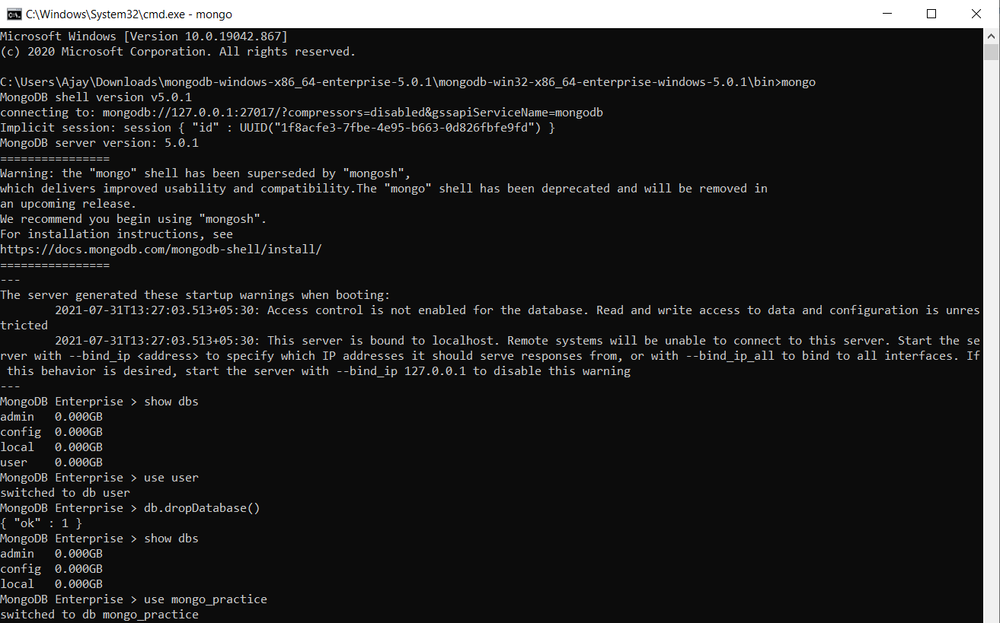 C:\Windows\System32\cmd.exe - mongo
Microsoft Windows [Version 10.0.19042.867]
(c) 2020 Microsoft Corporation. All rights reserved.
C:\Users\Ajay\Downloads\mongodb-windows-x86_64-enterprise-5.0.1\mongodb-win32-x86_64-enterprise-windows-5.0.1\bin>mongo
MongoDB shell version v5.0.1
connecting to: mongodb://127.0.0.1:27017/?compressors=disabled&gssapiServiceName=mongodb
Implicit session: session { "id" : UUID("1f8acfe3-7fbe-4e95-b663-0d826fbfe9fd") }
MongoDB server version: 5.0.1
================
Warning: the "mongo" shell has been superseded by "mongosh",
which delivers improved usability and compatibility.The "mongo" shell has been deprecated and will be removed in
an upcoming release.
We recommend you begin using "mongosh".
For installation instructions, see
https://docs.mongodb.com/mongodb-shell/install/
================
---
The server generated these startup warnings when booting:
        2021-07-31T13:27:03.513+05:30: Access control is not enabled for the database. Read and write access to data and configuration is unres
tricted
        2021-07-31T13:27:03.513+05:30: This server is bound to localhost. Remote systems will be unable to connect to this server. Start the se
rver with --bind_ip <address> to specify which IP addresses it should serve responses from, or with --bind_ip_all to bind to all interfaces. If
 this behavior is desired, start the server with --bind_ip 127.0.0.1 to disable this warning
---
MongoDB Enterprise > show dbs
admin   0.000GB
config  0.000GB
local   0.000GB
user    0.000GB
MongoDB Enterprise > use user
switched to db user
MongoDB Enterprise > db.dropDatabase()
{ "ok" : 1 }
MongoDB Enterprise > show dbs
admin   0.000GB
config  0.000GB
local   0.000GB
MongoDB Enterprise > use mongo_practice
switched to db mongo_practice